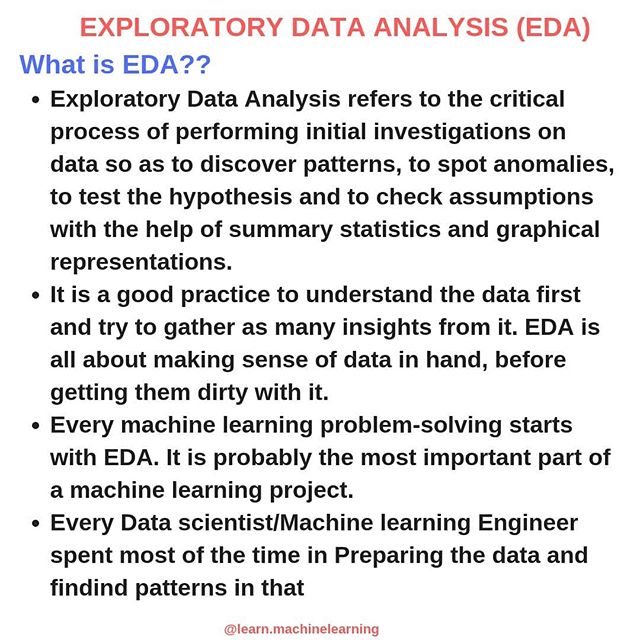 EXPLORATORY DATA ANALYSIS (EDA)
What is EDA??
• Exploratory Data Analysis refers to the critical
process of performing initial investigations on
data so as to discover patterns, to spot anomalies,
to test the hypothesis and to check assumptions
with the help of summary statistics and graphical
representations.
• It is a good practice to understand the data first
and try to gather as many insights from it. EDA is
all about making sense of data in hand, before
getting them dirty with it.
• Every machine learning problem-solving starts
with EDA. It is probably the most important part of
a machine learning project.
• Every Data scientist/Machine learning Engineer
spent most of the time in Preparing the data and
findind patterns in that
@learn.machinelearning